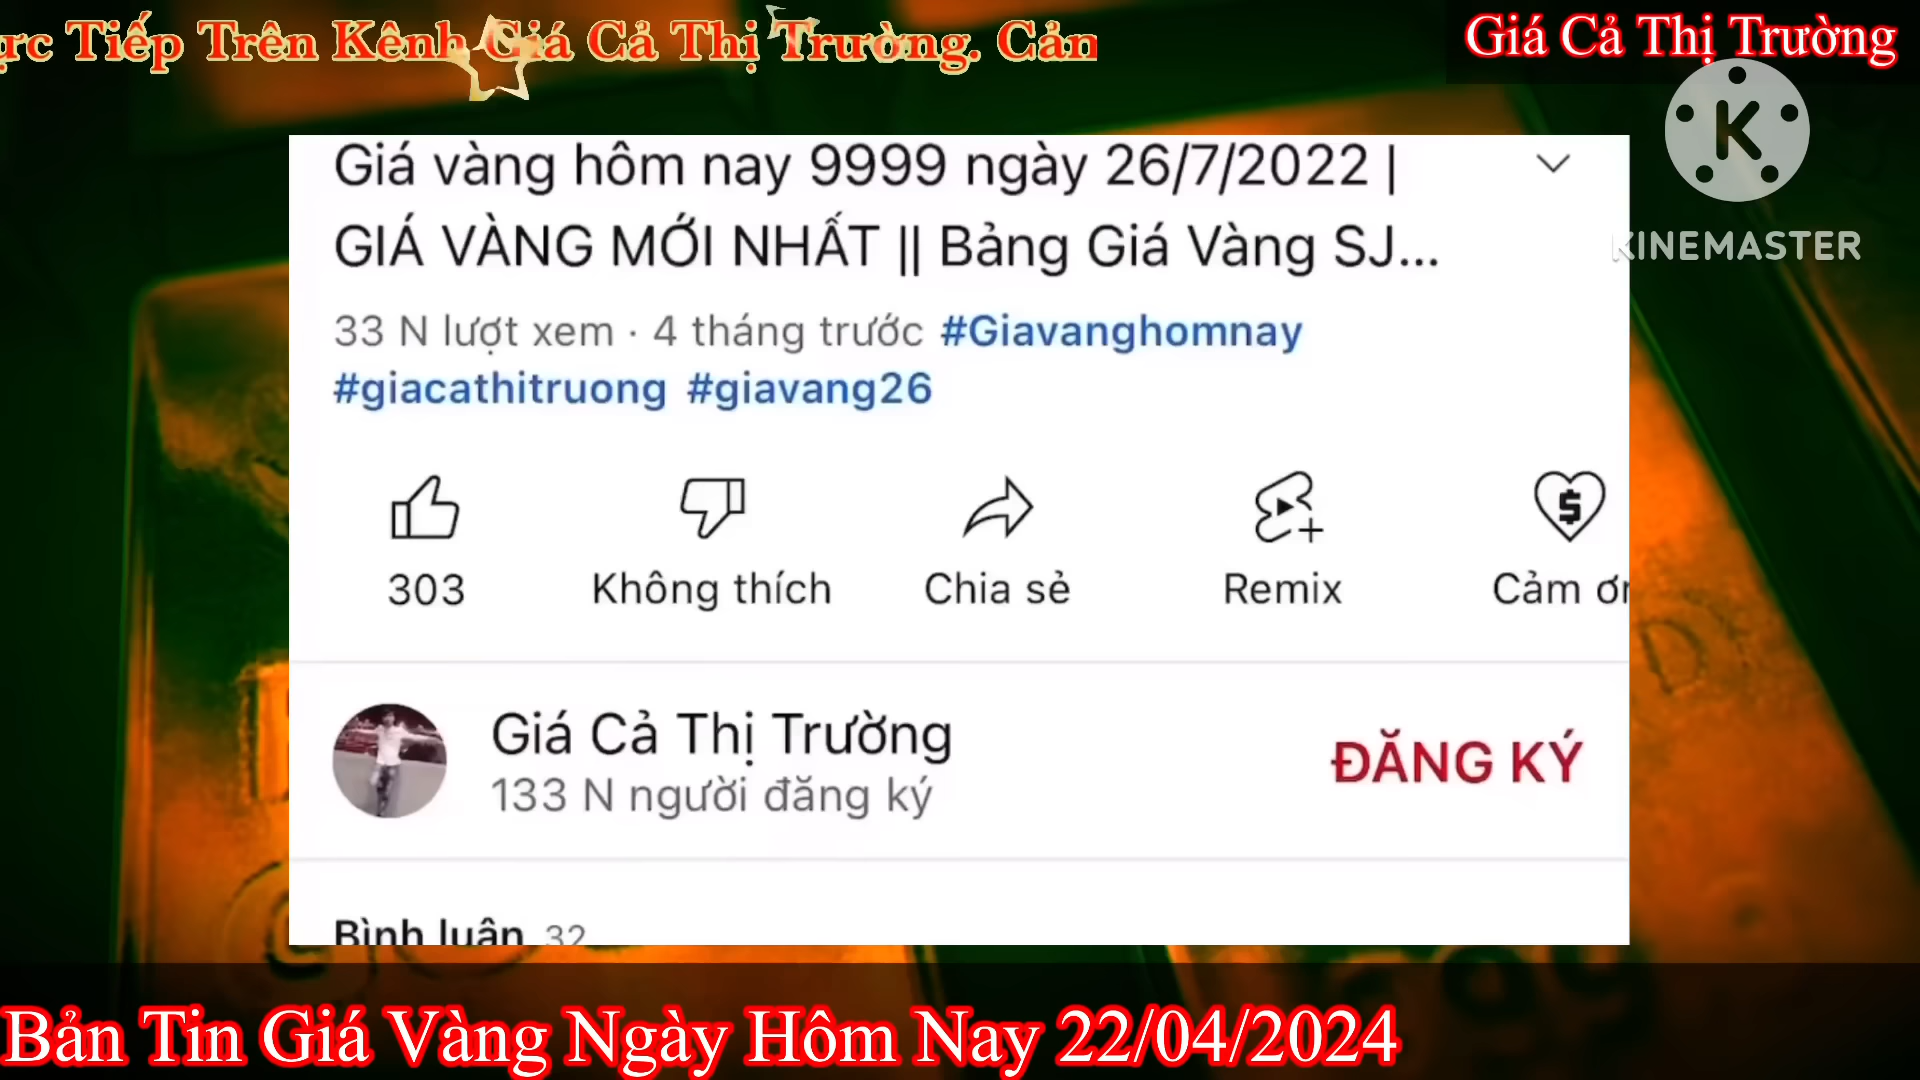 Tiếp Trên Kênh Giá Cả Thị Trường.
Giá Cả Thị Trường
K
KINEMASTER
Giá vàng hôm nay 9999 ngày 26/7/2022 |
GIÁ VÀNG MỚI NHẤT || Bảng Giá Vàng SJ...
33 N lượt xem · 4 tháng trước #Giavanghomnay
#giacathitruong #giavang26
303 Không thích Chia sẻ Remix Cảm ơn
Giá Cả Thị Trường
133 N người đăng ký
ĐĂNG KÝ
Bình luận 32
Bản Tin Giá Vàng Ngày Hôm Nay 22/04/2024